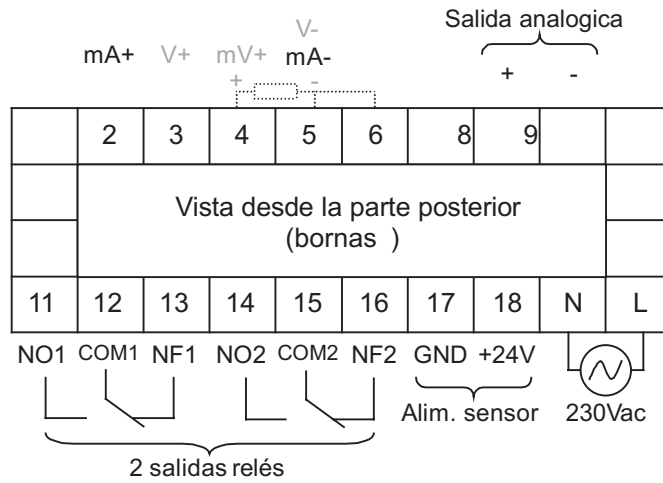 Salida analogica
V-
mA+ V+ mV+ mA-
+ - + -
2 3 4 5 6 8 9
Vista desde la parte posterior
(bornas )
11 12 13 14 15 16 17 18 N L
NO1 COM1 NF1 NO2 COM2 NF2 GND +24V
Alim. sensor 230Vac
2 salidas relés